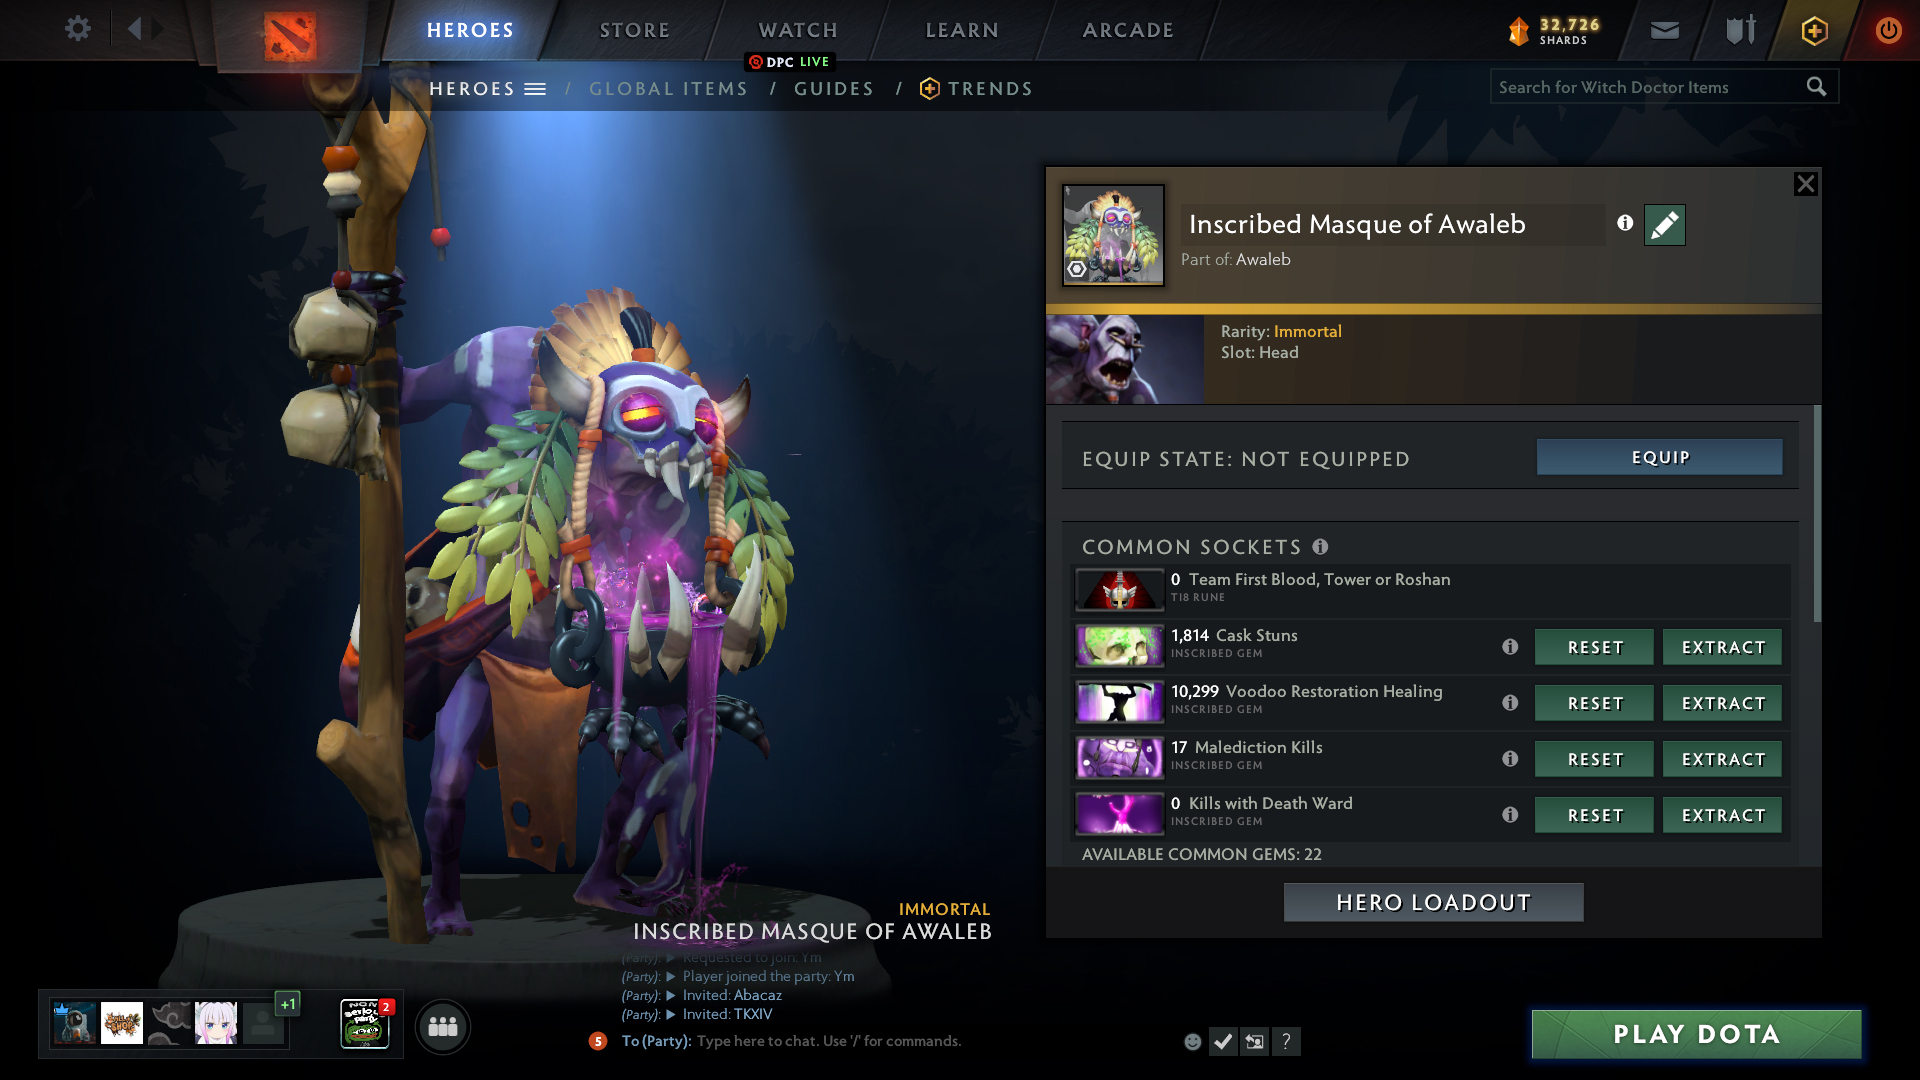 HEROES
STORE
WATCH
LEARN
ARCADE
32,726
SHARDS
DPC LIVE
HEROES / GLOBAL ITEMS / GUIDES / TRENDS
Search for Witch Doctor Items
Inscribed Masque of Awaleb
Part of: Awaleb
Rarity: Immortal
Slot: Head
EQUIP STATE: NOT EQUIPPED
EQUIP
COMMON SOCKETS
0 Team First Blood, Tower or Roshan
TI8 RUNE
1,814 Cask Stuns
INSCRIBED GEM
RESET
EXTRACT
10,299 Voodoo Restoration Healing
INSCRIBED GEM
RESET
EXTRACT
17 Malediction Kills
INSCRIBED GEM
RESET
EXTRACT
0 Kills with Death Ward
INSCRIBED GEM
RESET
EXTRACT
AVAILABLE COMMON GEMS: 22
HERO LOADOUT
IMMORTAL
INSCRIBED MASQUE OF AWALEB
(Party): Requested to join: Ym
(Party): Player joined the party: Ym
(Party): Invited: Abacaz
(Party): Invited: TKXIV
5 To (Party): Type here to chat. Use '/' for commands.
?
+1
2
PLAY DOTA